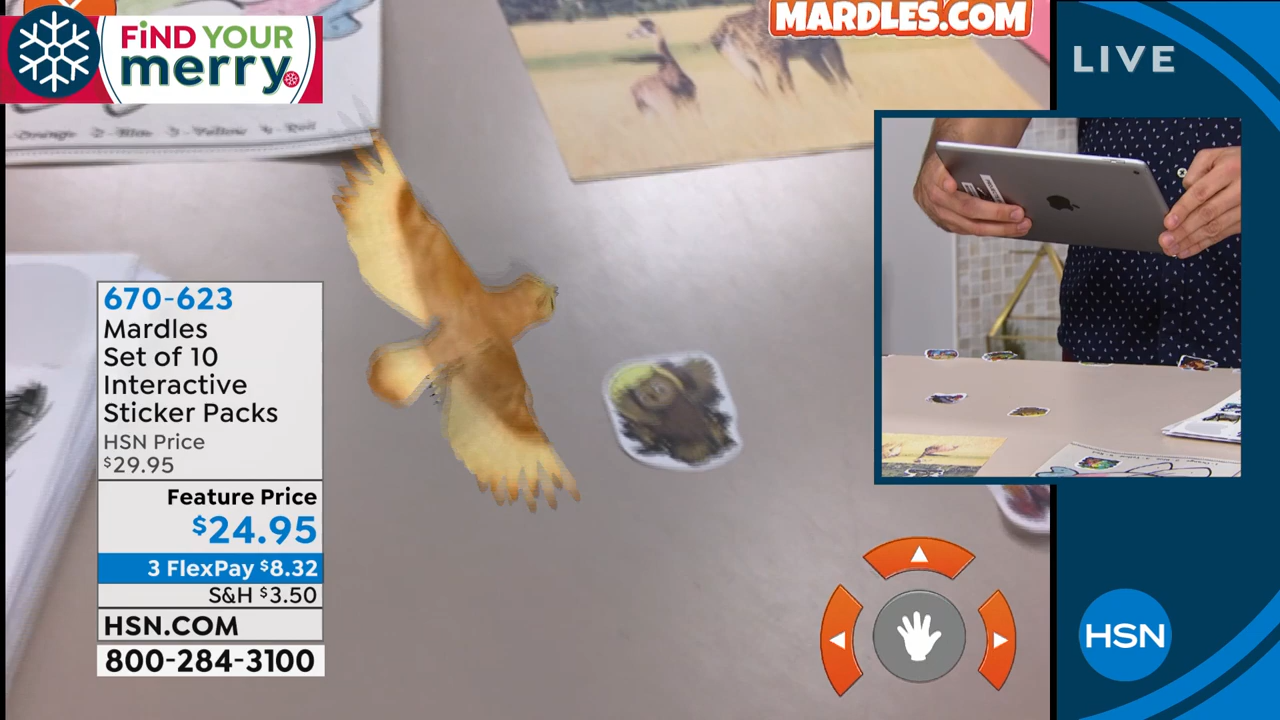 FIND YOUR
merry.
MARDLES.COM
LIVE
670-623
Mardles
Set of 10
Interactive
Sticker Packs
HSN Price
$29.95
Feature Price
$24.95
3 FlexPay $8.32
S&H $3.50
HSN.COM
800-284-3100
HSN